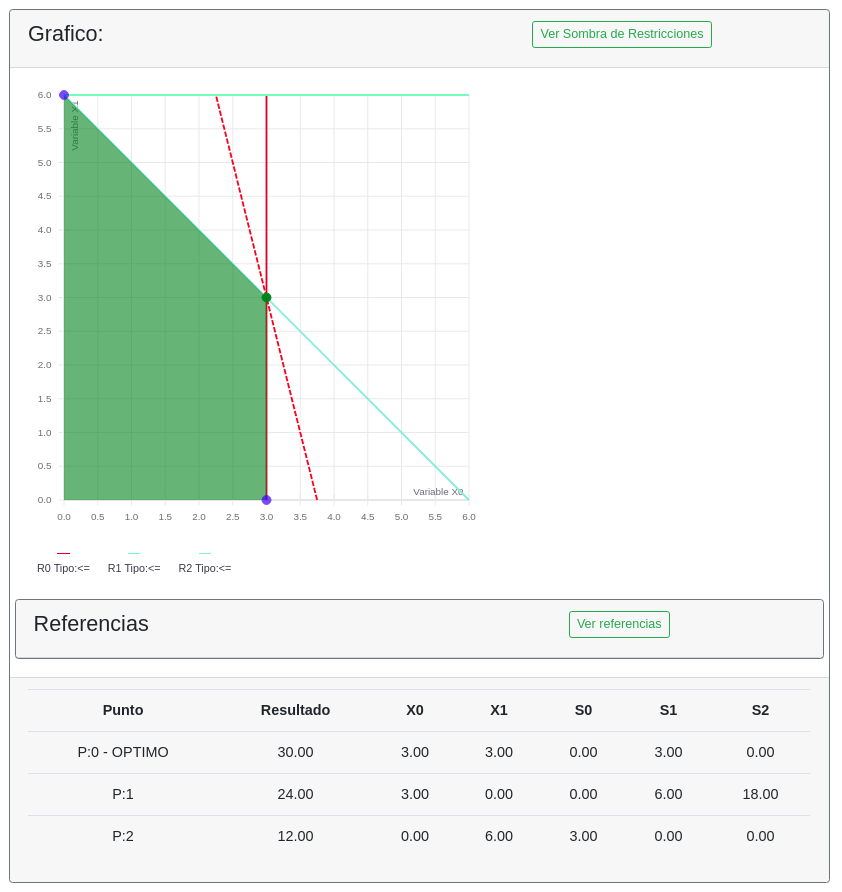 Grafico:
Ver Sombra de Restricciones
6.0
5.5
5.0
4.5
4.0
3.5
3.0
2.5
2.0
1.5
1.0
0.5
0.0
Variable X1
Variable X0
0.0 0.5 1.0 1.5 2.0 2.5 3.0 3.5 4.0 4.5 5.0 5.5 6.0
R0 Tipo:<= R1 Tipo:<= R2 Tipo:<=
Referencias
Ver referencias
Punto Resultado X0 X1 S0 S1 S2
P:0 - OPTIMO 30.00 3.00 3.00 0.00 3.00 0.00
P:1 24.00 3.00 0.00 0.00 6.00 18.00
P:2 12.00 0.00 6.00 3.00 0.00 0.00